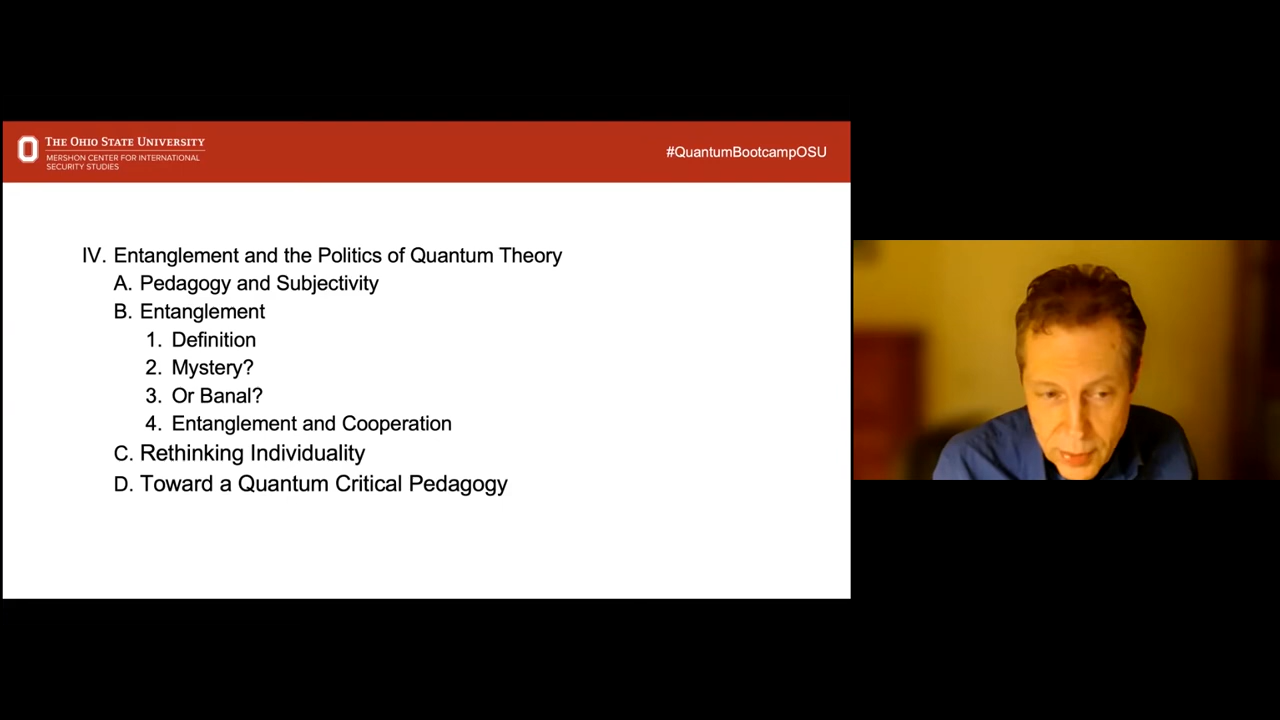 THE OHIO STATE UNIVERSITY
MERSHON CENTER FOR INTERNATIONAL
SECURITY STUDIES
#QuantumBootcampOSU
IV. Entanglement and the Politics of Quantum Theory
A. Pedagogy and Subjectivity
B. Entanglement
1. Definition
2. Mystery?
3. Or Banal?
4. Entanglement and Cooperation
C. Rethinking Individuality
D. Toward a Quantum Critical Pedagogy